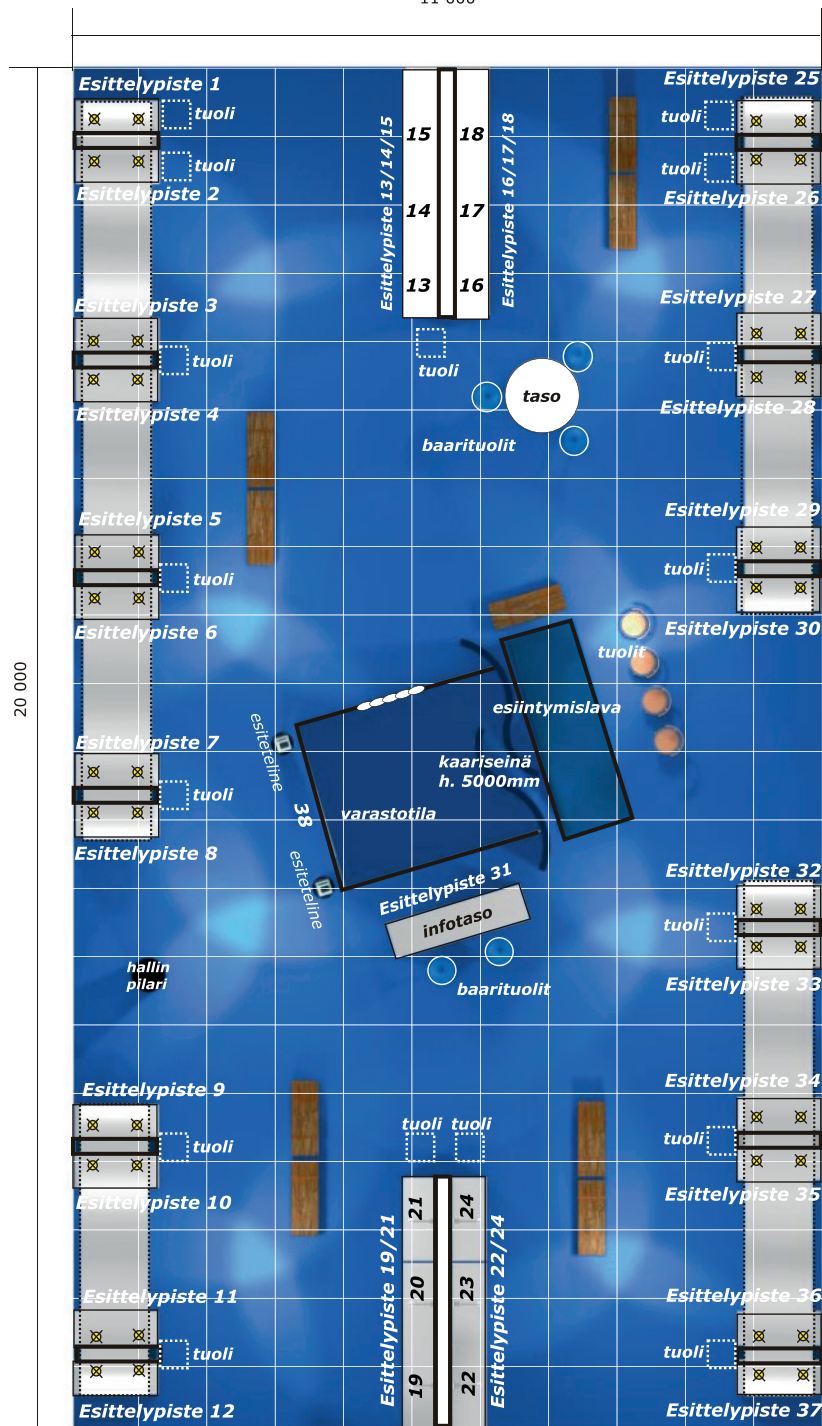 11 000
20 000
Esittelypiste 1
tuoli
tuoli
Esittelypiste 2
Esittelypiste 3
tuoli
Esittelypiste 4
Esittelypiste 5
tuoli
Esittelypiste 6
Esittelypiste 7
tuoli
Esittelypiste 8
hallin
pilari
Esittelypiste 9
tuoli
Esittelypiste 10
Esittelypiste 11
tuoli
Esittelypiste 12
Esittelypiste 13/14/15
15
14
13
18
17
16
Esittelypiste 16/17/18
tuoli
taso
baarituolit
tuolit
esiintymislava
kaariseinä
h. 5000mm
varastotila
38
esiteteline
esiteteline
Esittelypiste 31
infotaso
baarituolit
tuoli
tuoli
Esittelypiste 19/21
21
20
19
24
23
22
Esittelypiste 22/24
Esittelypiste 25
tuoli
tuoli
Esittelypiste 26
Esittelypiste 27
tuoli
Esittelypiste 28
Esittelypiste 29
tuoli
Esittelypiste 30
Esittelypiste 32
tuoli
Esittelypiste 33
Esittelypiste 34
tuoli
Esittelypiste 35
Esittelypiste 36
tuoli
Esittelypiste 37